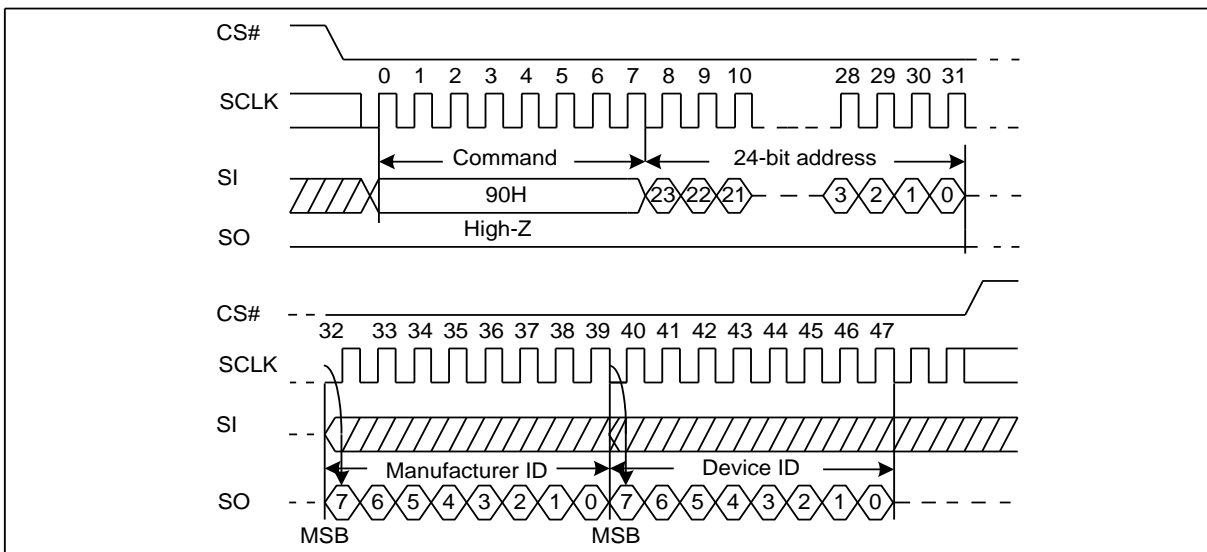 CS#
0 1 2 3 4 5 6 7 8 9 10 28 29 30 31
SCLK
Command 24-bit address
SI
90H 23 22 21 3 2 1 0
High-Z
SO
CS#
32 33 34 35 36 37 38 39 40 41 42 43 44 45 46 47
SCLK
SI
Manufacturer ID Device ID
SO 7 6 5 4 3 2 1 0 7 6 5 4 3 2 1 0
MSB MSB